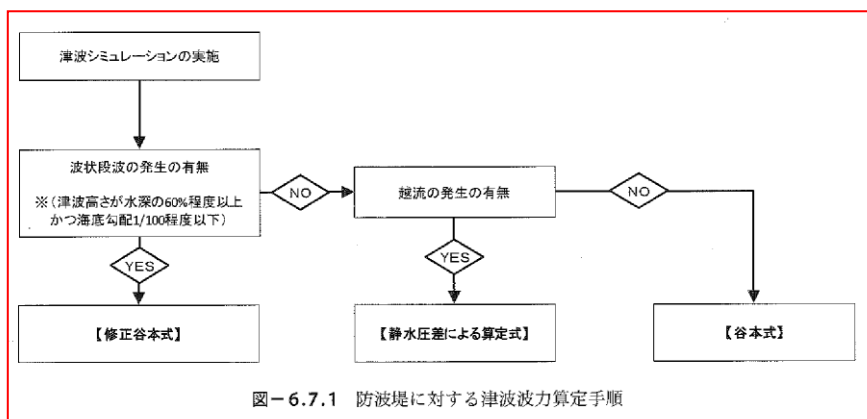 津波シミュレーションの実施
波状段波の発生の有無
※(津波高さが水深の60%程度以上
かつ海底勾配1/100程度以下)
NO
越流の発生の有無
NO
YES
YES
【修正谷本式】
【静水圧差による算定式】
【谷本式】
図-6.7.1 防波堤に対する津波波力算定手順